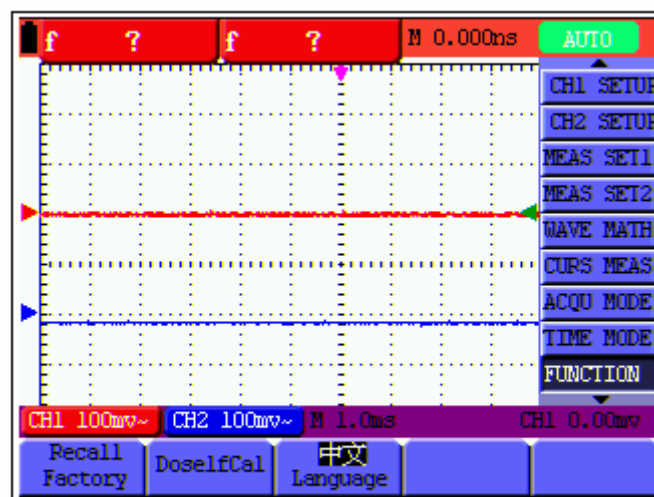 f ?
f ?
M 0.000ns
AUTO
CH1 SETUP
CH2 SETUP
MEAS SET1
MEAS SET2
WAVE MATH
CURS MEAS
ACQU MODE
TIME MODE
FUNCTION
CH1 100mv~
CH2 100mv~
M 1.0ms
CH1 0.00mv
Recall
Factory
DoselfCal
中文
Language